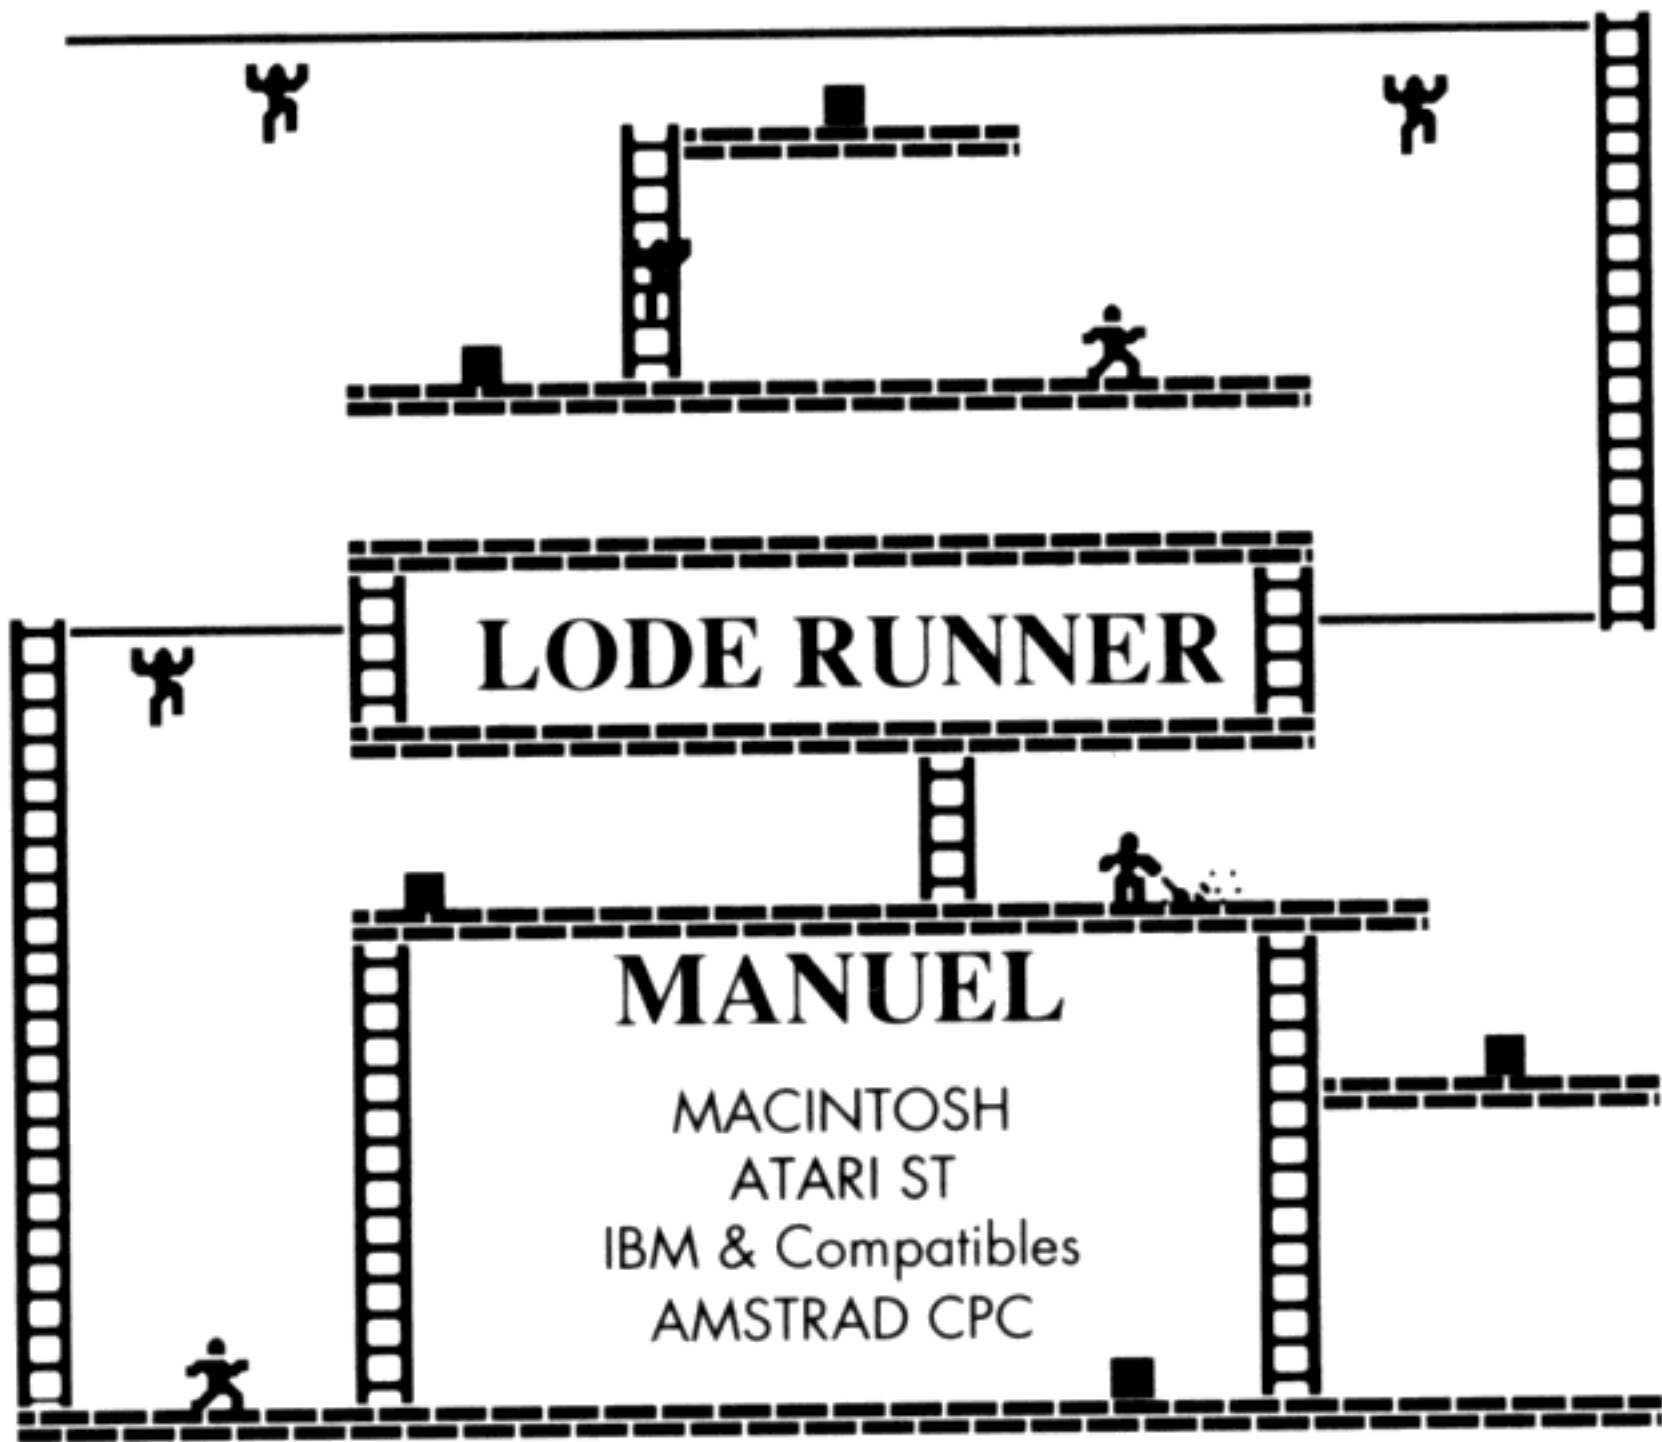 LODE RUNNER
MANUEL
MACINTOSH
ATARI ST
IBM & Compatibles
AMSTRAD CPC